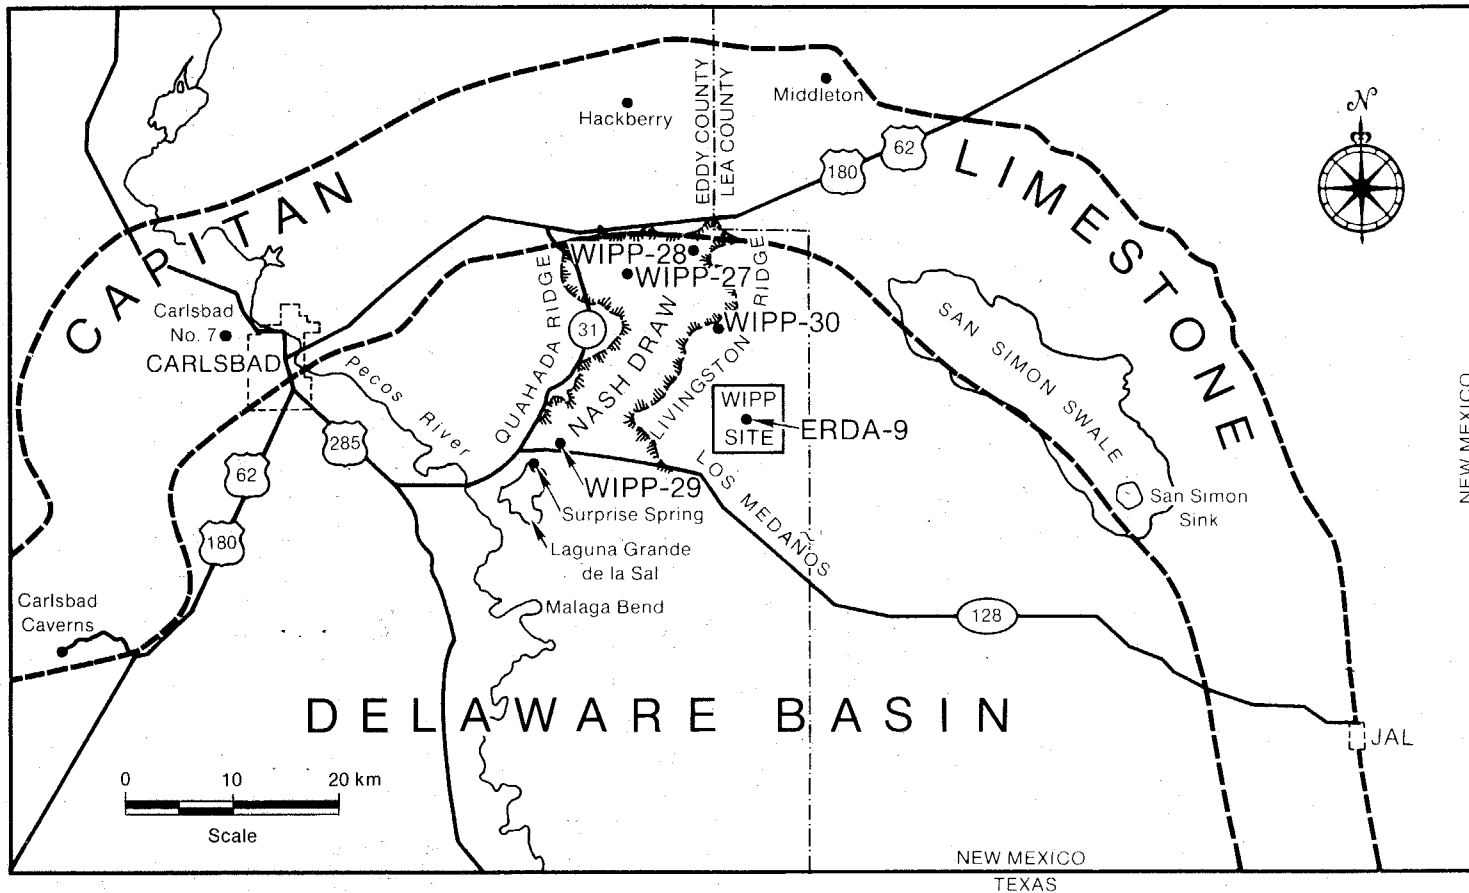 EDDY COUNTY
LEA COUNTY
Middleton
Hackberry
N
62
180
CAPITAN
LIMESTONE
WIPP-28
WIPP-27
RIDGE
WIPP-30
QUAHADA RIDGE
31
NASH DRAW
LIVINGSTON
SAN SIMON SWALE
Carlsbad
No. 7
CARLSBAD
Pecos River
WIPP
SITE
ERDA-9
NEW MEXICO
285
62
180
WIPP-29
Surprise Spring
LOS MEDAÑOS
San Simon
Sink
Laguna Grande
de la Sal
Malaga Bend
Carlsbad
Caverns
128
DELAWARE BASIN
JAL
0 10 20 km
Scale
NEW MEXICO
TEXAS